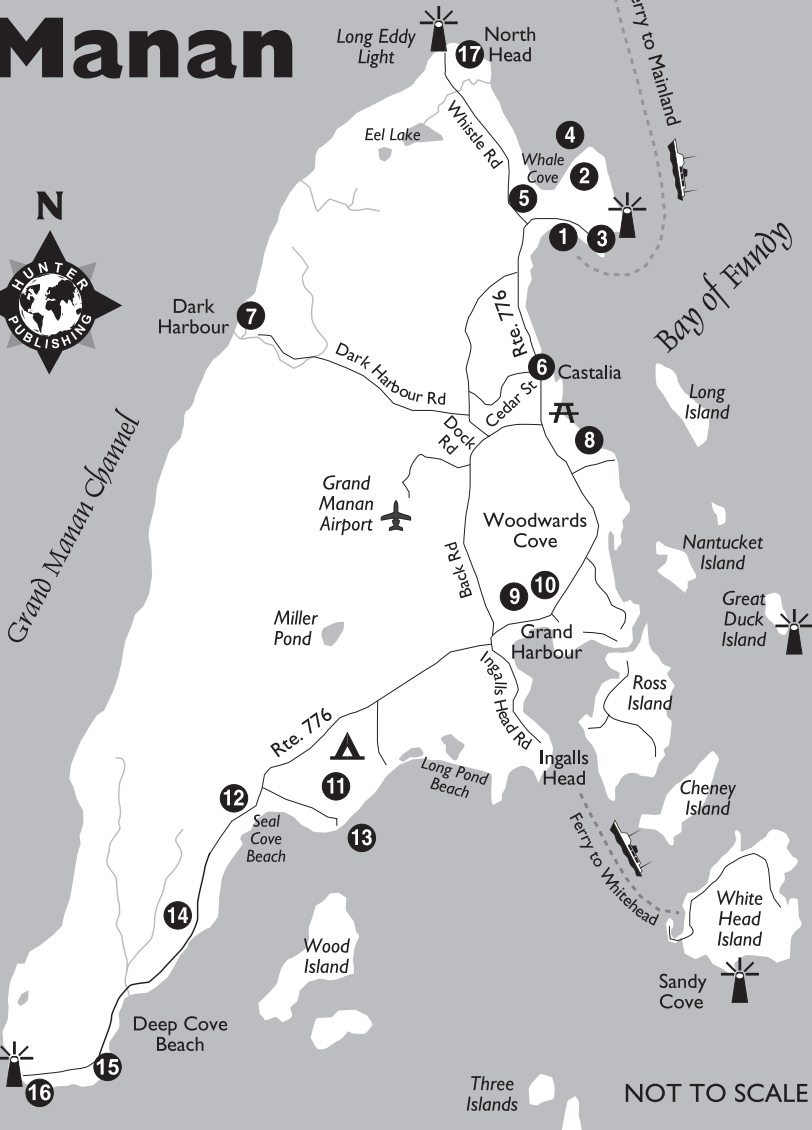 Manan
Long Eddy
Light
17
North
Head
Ferry to Mainland
Whistle Rd
Eel Lake
4
Whale
Cove
2
5
1
3
N
HUNTER
PUBLISHING
Dark
Harbour
7
Bay of Fundy
Rte. 776
6
Castalia
Dark Harbour Rd
Cedar St
Long
Island
Dock
Rd
8
Grand Manan Channel
Grand
Manan
Airport
Woodwards
Cove
Nantucket
Island
Back Rd
9
10
Great
Duck
Island
Miller
Pond
Grand
Harbour
Ingalls Head Rd
Ross
Island
Rte. 776
Ingalls
Head
Long Pond
Beach
11
12
Cheney
Island
Seal
Cove
Beach
13
Ferry to Whitehead
White
Head
Island
14
Wood
Island
Sandy
Cove
Deep Cove
Beach
15
16
Three
Islands
NOT TO SCALE